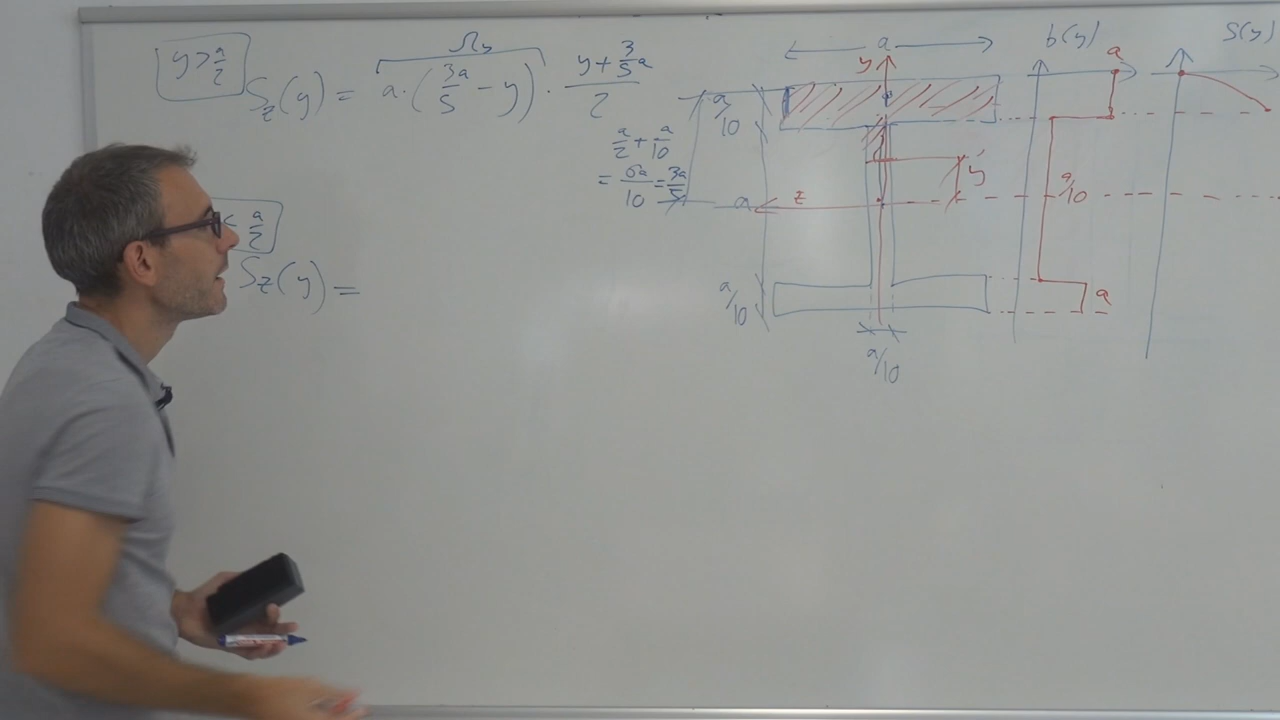 y > a/2
S_z(y) = a · (3a/5 − y) · (y + 3/5 a)/2
Ω_y
< a/2
S_z(y) =
a/2 + a/10
= 6a/10 = 3a/5
a
y
a/10
y
z
a
a/10
a/10
b(y)
a
a/10
a
S(y)